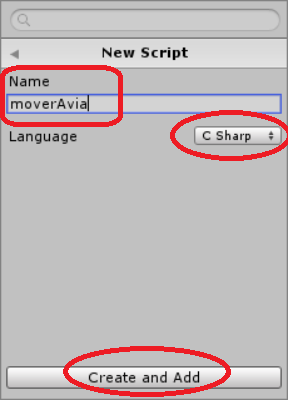 New Script
Name
moverAvia
Language
C Sharp
Create and Add